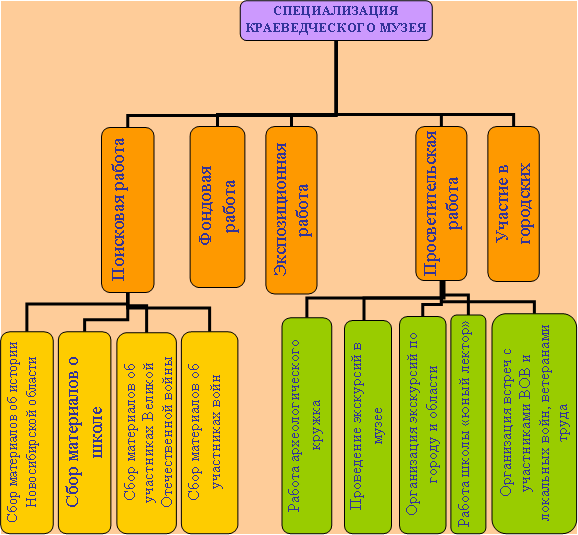 СПЕЦИАЛИЗАЦИЯ
КРАЕВЕДЧЕСКОГО МУЗЕЯ
Поисковая работа
Фондовая
работа
Экспозиционная
работа
Просветительская
работа
Участие в
городских
Сбор материалов об истории
Новосибирской области
Сбор материалов о
школе
Сбор материалов об
участниках Великой
Отечественной войны
Сбор материалов об
участниках войн
Работа археологического
кружка
Проведение экскурсий в
музее
Организация экскурсий по
городу и области
Работа школы «юный лектор»
Организация встреч с
участниками ВОВ и
локальных войн, ветеранами
труда